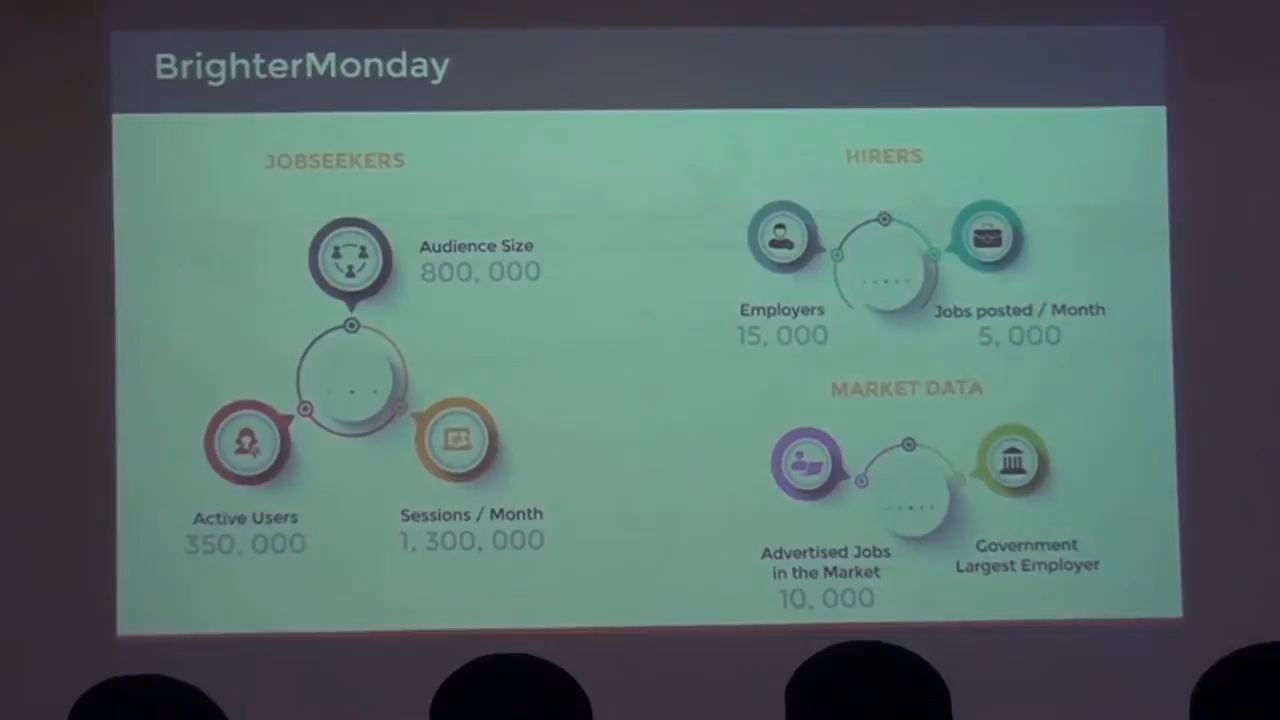 BrighterMonday
JOBSEEKERS
Audience Size
800, 000
Active Users
350, 000
Sessions / Month
1, 300, 000
HIRERS
Employers
15, 000
Jobs posted / Month
5, 000
MARKET DATA
Advertised Jobs
in the Market
10, 000
Government
Largest Employer